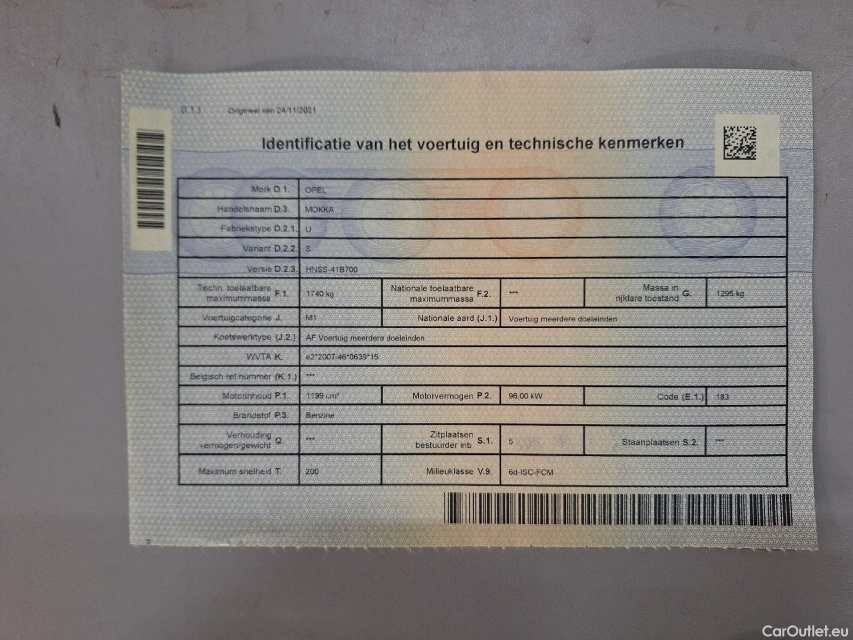 (I.1.) Origineel van 24/11/2021
Identificatie van het voertuig en technische kenmerken
Merk D.1. OPEL
Handelsnaam D.3. MOKKA
Fabriekstype D.2.1. U
Variant D.2.2. S
Versie D.2.3. HNSS-41B700
Techn. toelaatbare maximummassa F.1. 1740 kg Nationale toelaatbare maximummassa F.2. *** Massa in rijklare toestand G. 1295 kg
Voertuigcategorie J. M1 Nationale aard (J.1.) Voertuig meerdere doeleinden
Koetswerktype (J.2.) AF Voertuig meerdere doeleinden
WVTA K. e2*2007/46*0639*15
Belgisch ref nummer (K.1.) ***
Motorinhoud P.1. 1199 cm³ Motorvermogen P.2. 96,00 kW Code (E.1.) 183
Brandstof P.3. Benzine
Verhouding vermogen/gewicht Q. *** Zitplaatsen bestuurder inb. S.1. 5 Staanplaatsen S.2. ***
Maximum snelheid T. 200 Milieuklasse V.9. 6d-ISC-FCM
CarOutlet.eu